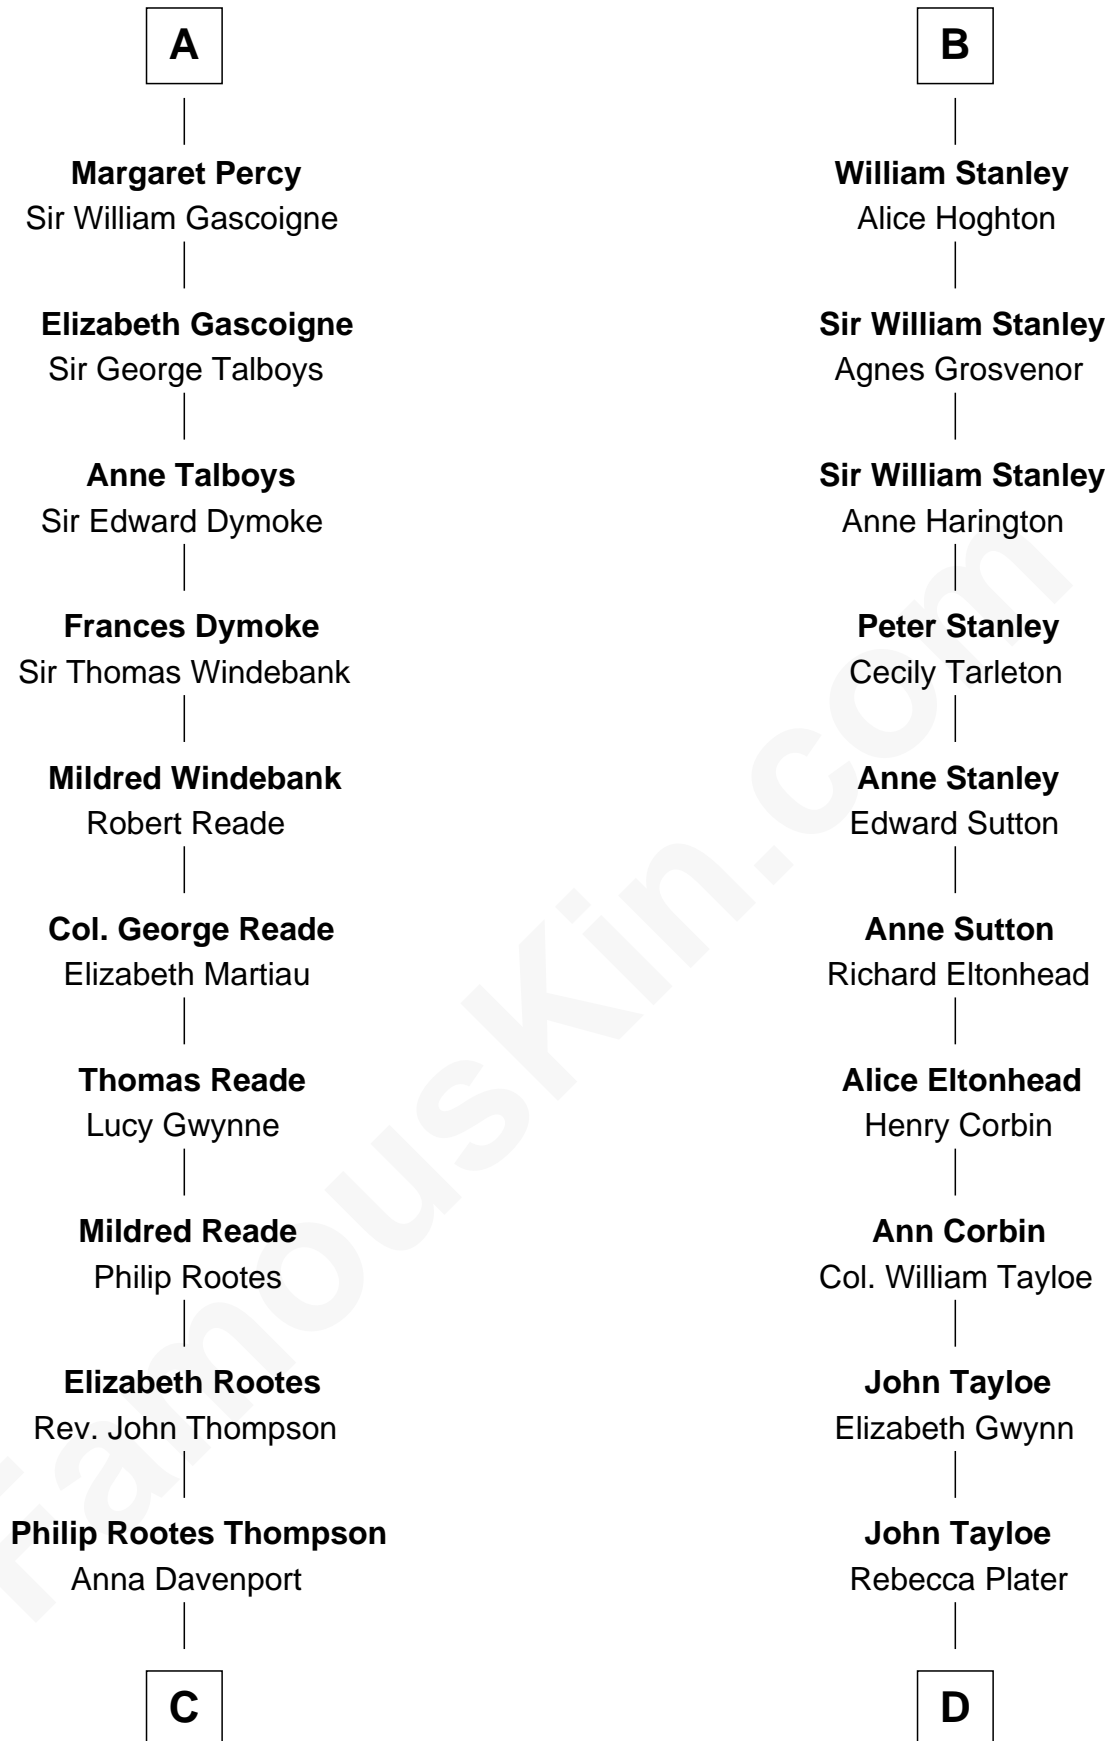 A
Margaret Percy
Sir William Gascoigne
Elizabeth Gascoigne
Sir George Talboys
Anne Talboys
Sir Edward Dymoke
Frances Dymoke
Sir Thomas Windebank
Mildred Windebank
Robert Reade
Col. George Reade
Elizabeth Martiau
Thomas Reade
Lucy Gwynne
Mildred Reade
Philip Rootes
Elizabeth Rootes
Rev. John Thompson
Philip Rootes Thompson
Anna Davenport
C
B
William Stanley
Alice Hoghton
Sir William Stanley
Agnes Grosvenor
Sir William Stanley
Anne Harington
Peter Stanley
Cecily Tarleton
Anne Stanley
Edward Sutton
Anne Sutton
Richard Eltonhead
Alice Eltonhead
Henry Corbin
Ann Corbin
Col. William Tayloe
John Tayloe
Elizabeth Gwynn
John Tayloe
Rebecca Plater
D
FamousKin.com